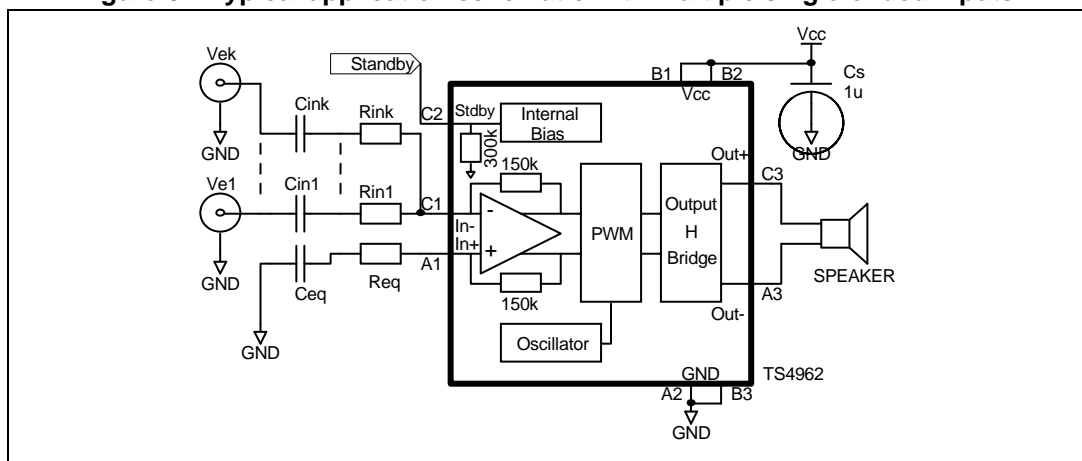 Vek
GND
Cink
Rink
Standby
C2
Stdby
300k
Internal
Bias
B1
B2
Vcc
Vcc
Cs
1u
GND
Ve1
GND
Cin1
Rin1
C1
In-
In+
A1
-
+
150k
150k
PWM
Output
H
Bridge
Out+
C3
SPEAKER
A3
Out-
Ceq
Req
GND
Oscillator
GND
A2
B3
GND
TS4962